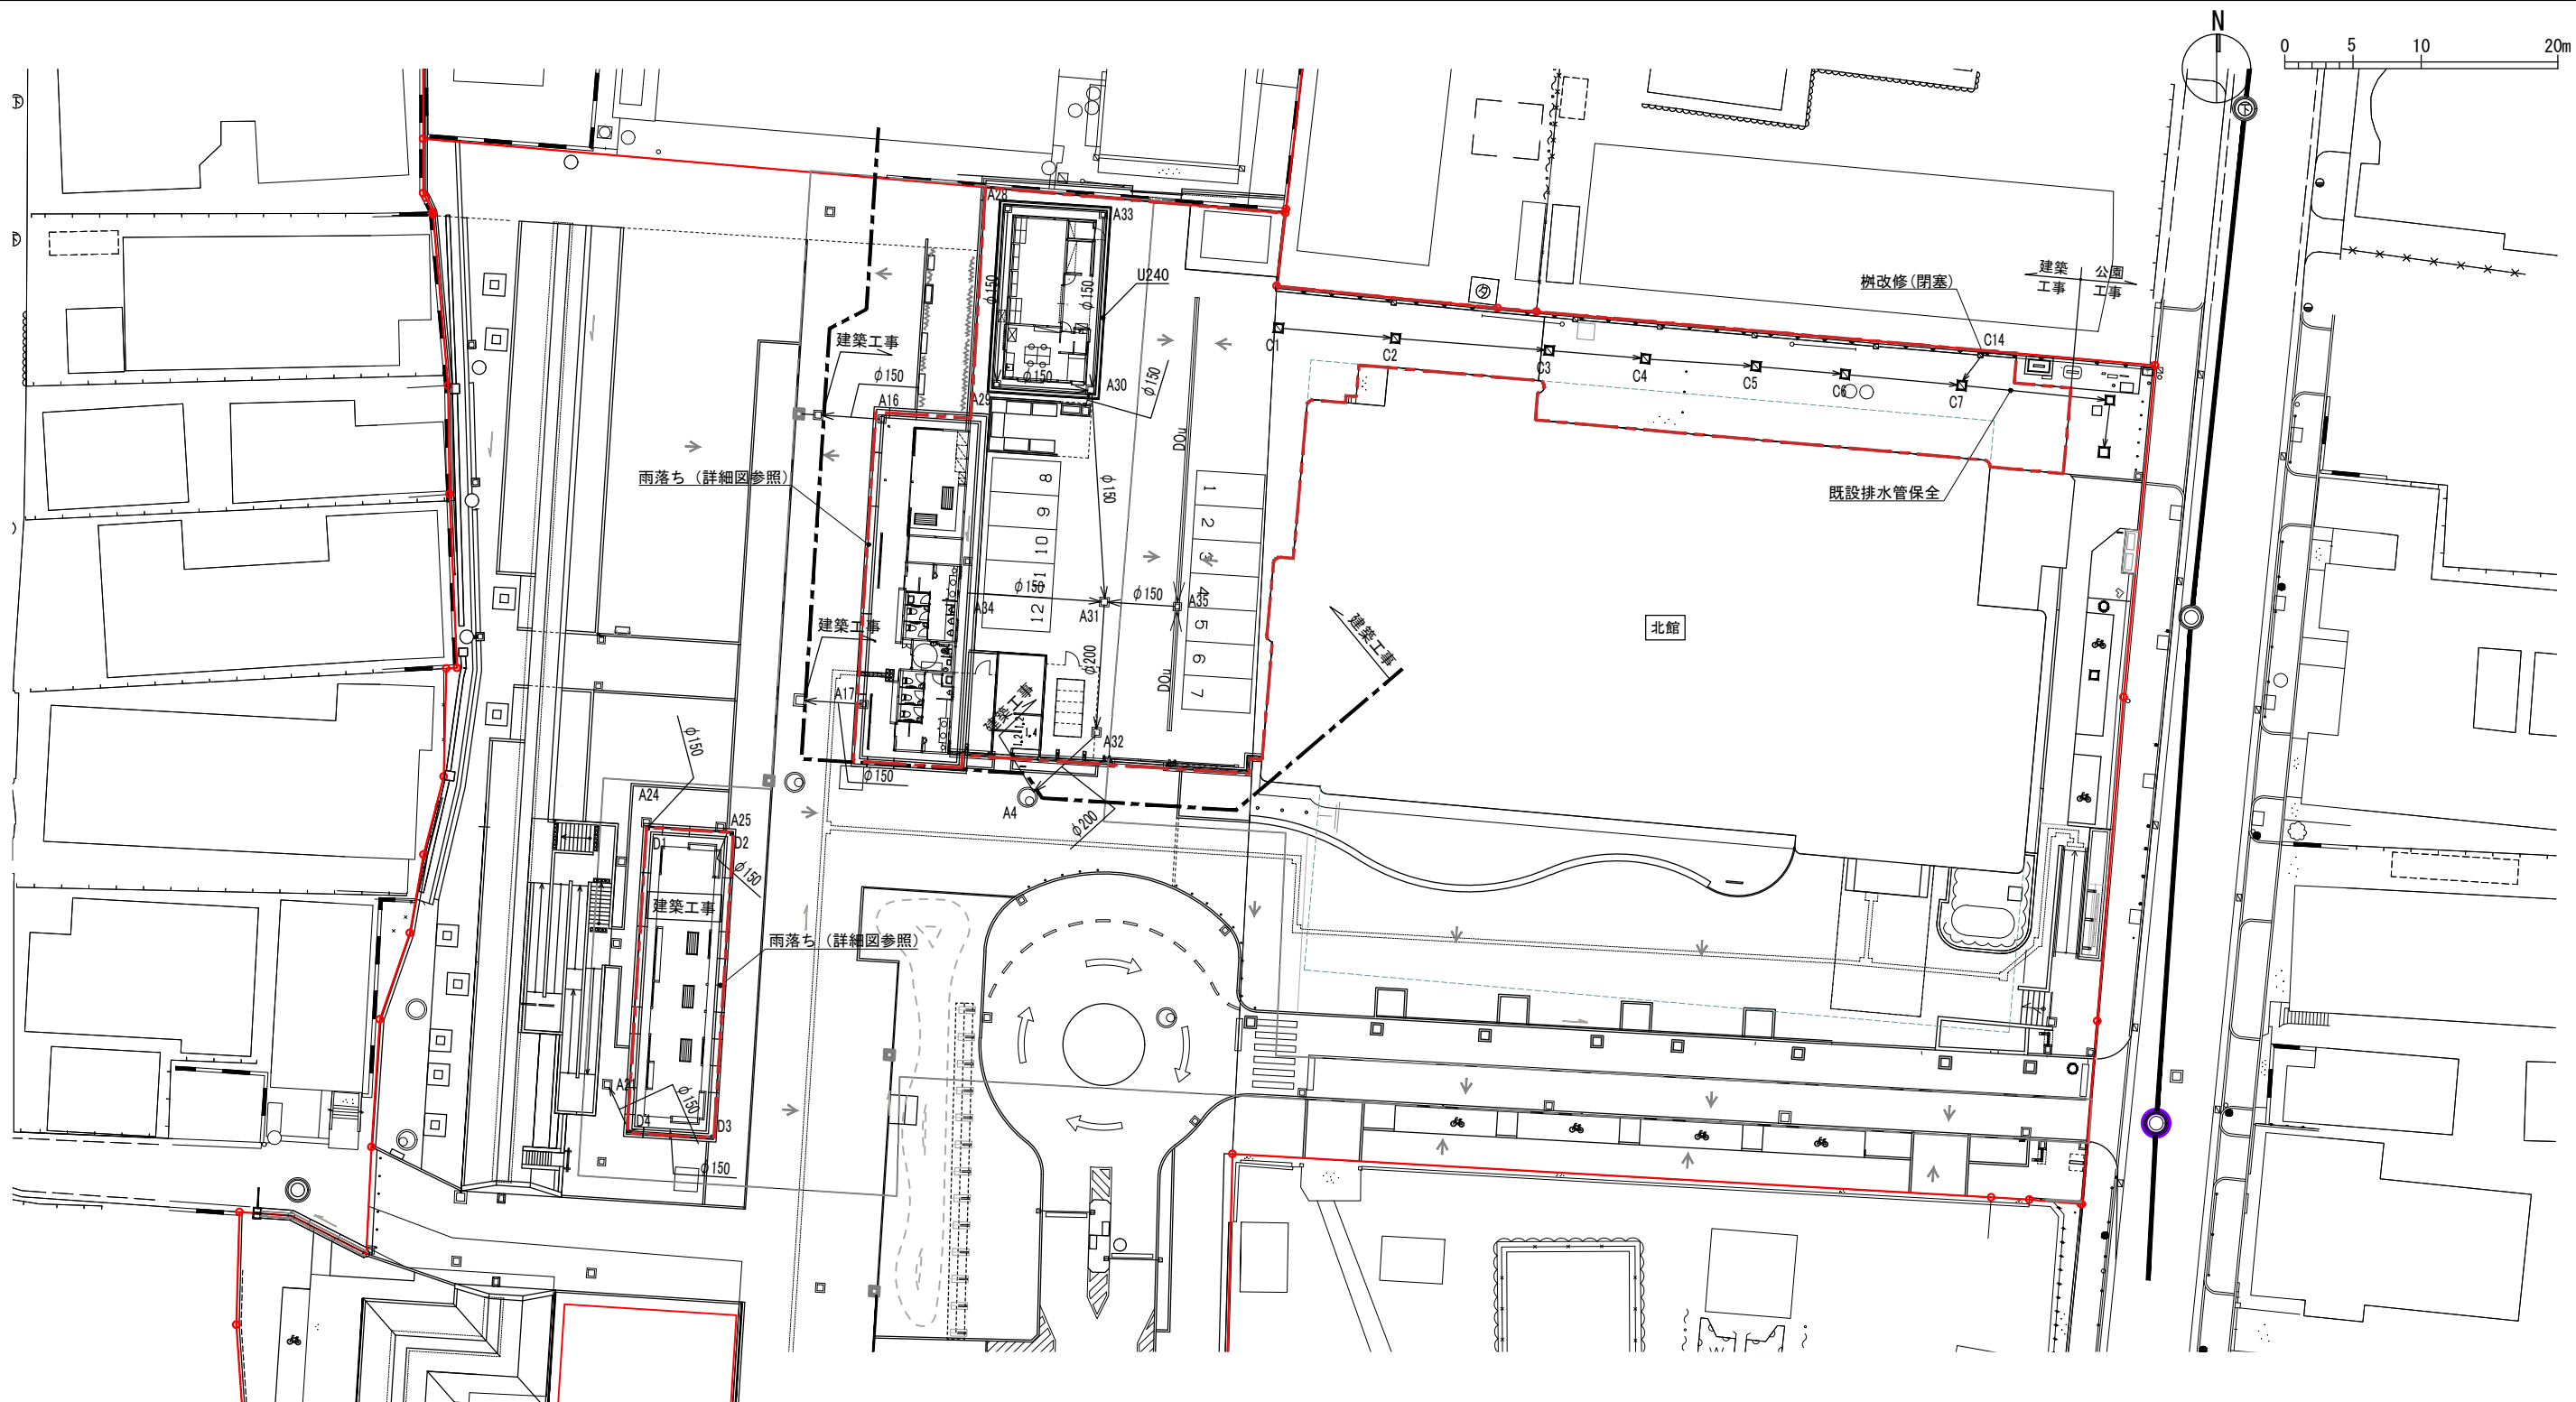 N
0 5 10 20m
下
A28
A33
U240
φ150
φ150
建築工事
φ150
φ150
A30
φ150
A16
A29
C1
C2
C3
C4
C5
C6
C7
C14
桝改修(閉塞)
建築工事
公園工事
タ
既設排水管保全
雨落ち (詳細図参照)
DOu
8
9
10
11
12
1
2
3
4
5
6
7
φ150
φ150
φ150
A34
A31
A35
φ200
DOu
北館
建築工事
建築工事
建築工事
A17
A32
φ150
φ150
A4
φ200
A24
A25
D1
D2
φ150
建築工事
雨落ち (詳細図参照)
A21
φ150
D4
D3
φ150